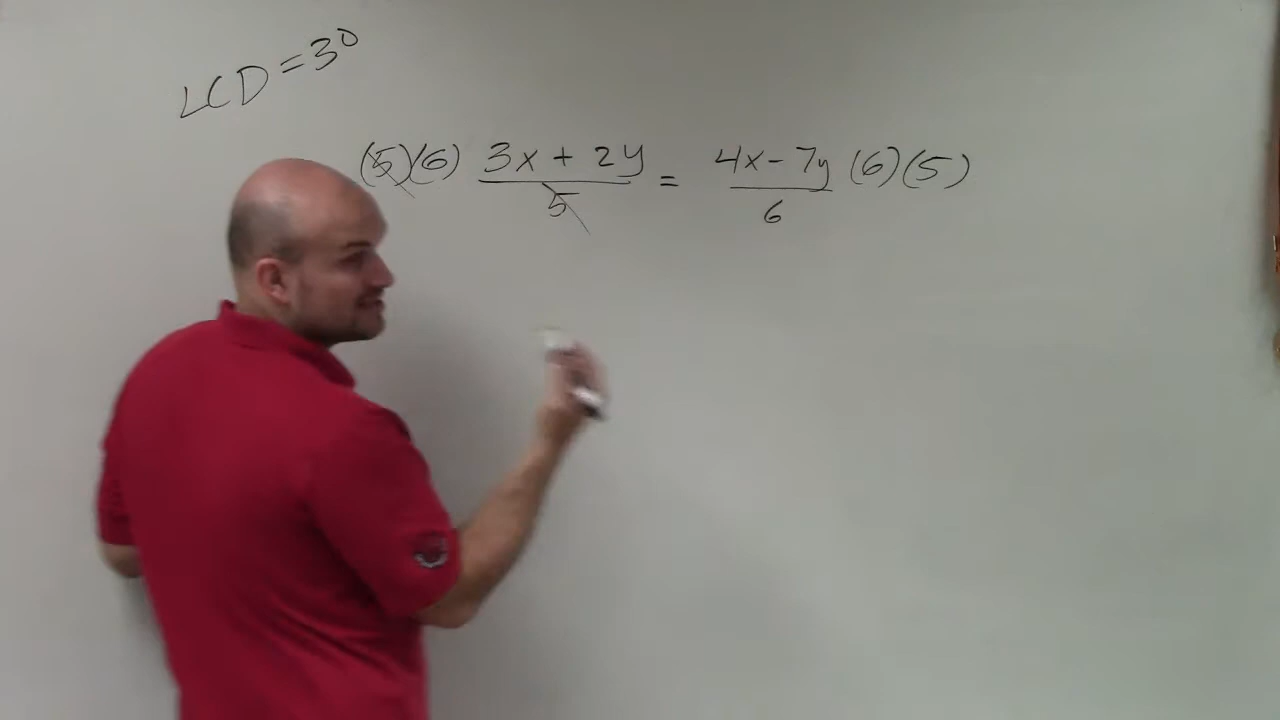 LCD = 30
(5)(6) 3x + 2y / 5 = 4x - 7y / 6 (6)(5)